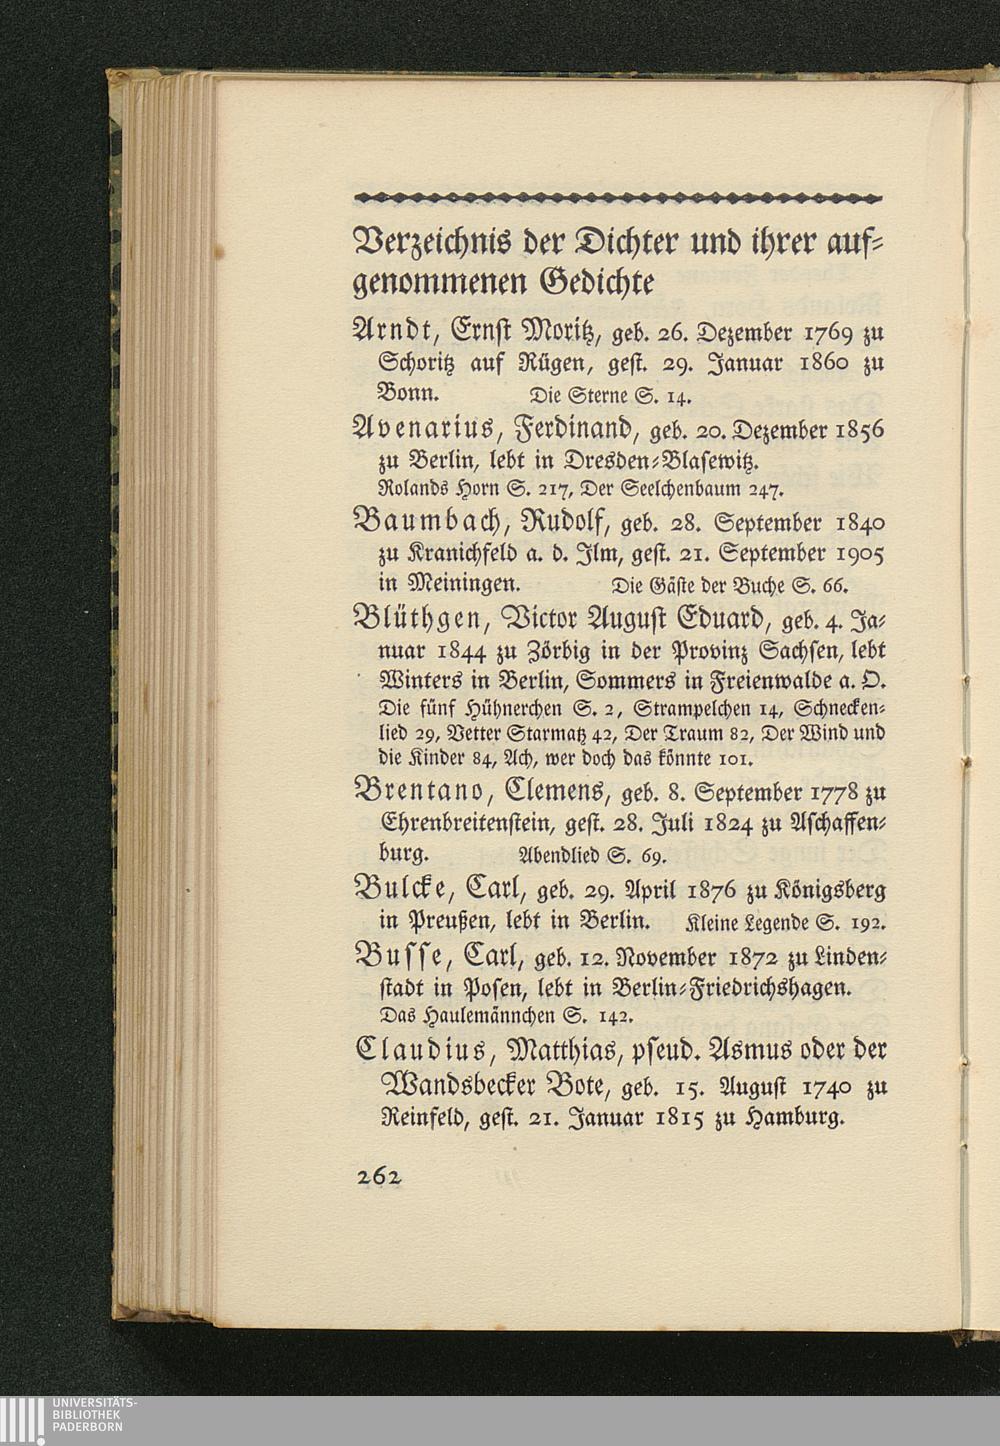 Verzeichnis der Dichter und ihrer auf-
genommenen Gedichte
Arndt, Ernst Moritz, geb. 26. Dezember 1769 zu
Schoritz auf Rügen, gest. 29. Januar 1860 zu
Bonn. Die Sterne S. 14.
Avenarius, Ferdinand, geb. 20. Dezember 1856
zu Berlin, lebt in Dresden-Blasewitz.
Rolands Horn S. 217, Der Seelchenbaum 247.
Baumbach, Rudolf, geb. 28. September 1840
zu Kranichfeld a. d. Ilm, gest. 21. September 1905
in Meiningen. Die Gäste der Buche S. 66.
Blüthgen, Victor August Eduard, geb. 4. Ja-
nuar 1844 zu Zörbig in der Provinz Sachsen, lebt
Winters in Berlin, Sommers in Freienwalde a. O.
Die fünf Hühnerchen S. 2, Strampelchen 14, Schnecken-
lied 29, Vetter Starmatz 42, Der Traum 82, Der Wind und
die Kinder 84, Ach, wer doch das könnte 101.
Brentano, Clemens, geb. 8. September 1778 zu
Ehrenbreitenstein, gest. 28. Juli 1824 zu Aschaffen-
burg. Abendlied S. 69.
Bulcke, Carl, geb. 29. April 1876 zu Königsberg
in Preußen, lebt in Berlin. Kleine Legende S. 192.
Busse, Carl, geb. 12. November 1872 zu Linden-
stadt in Posen, lebt in Berlin-Friedrichshagen.
Das Haulemännchen S. 142.
Claudius, Matthias, pseud. Asmus oder der
Wandsbecker Bote, geb. 15. August 1740 zu
Reinfeld, gest. 21. Januar 1815 zu Hamburg.
262
UNIVERSITÄTS-
BIBLIOTHEK
PADERBORN